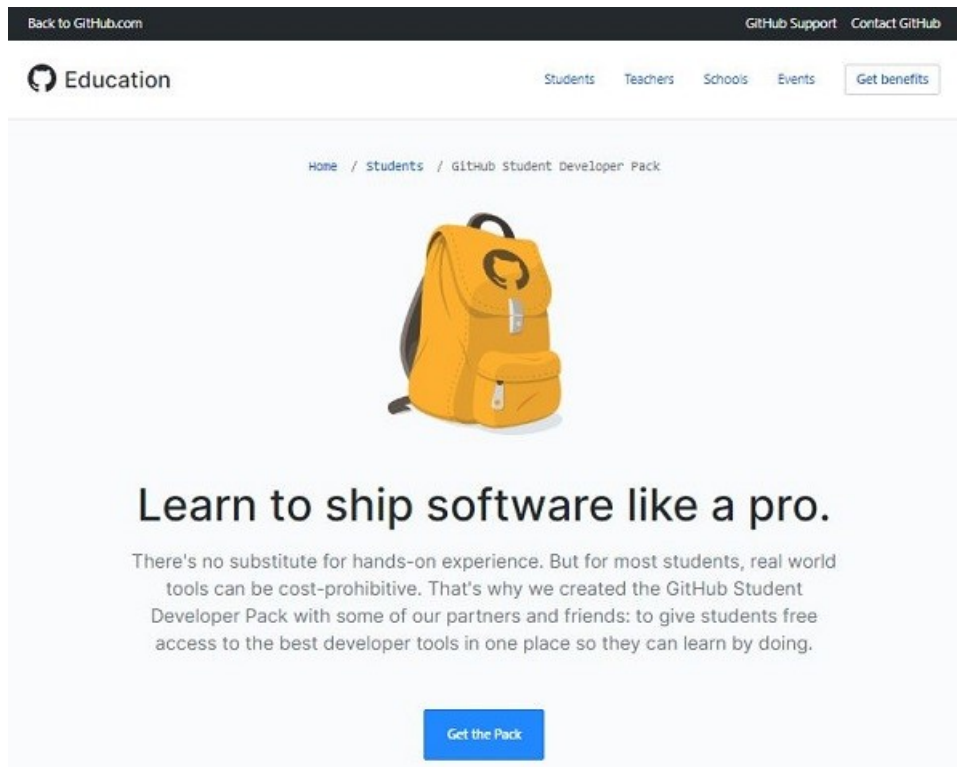 Back to GitHub.com GitHub Support Contact GitHub
Education Students Teachers Schools Events Get benefits
Home / Students / GitHub Student Developer Pack
Learn to ship software like a pro.
There's no substitute for hands-on experience. But for most students, real world
tools can be cost-prohibitive. That's why we created the GitHub Student
Developer Pack with some of our partners and friends: to give students free
access to the best developer tools in one place so they can learn by doing.
Get the Pack